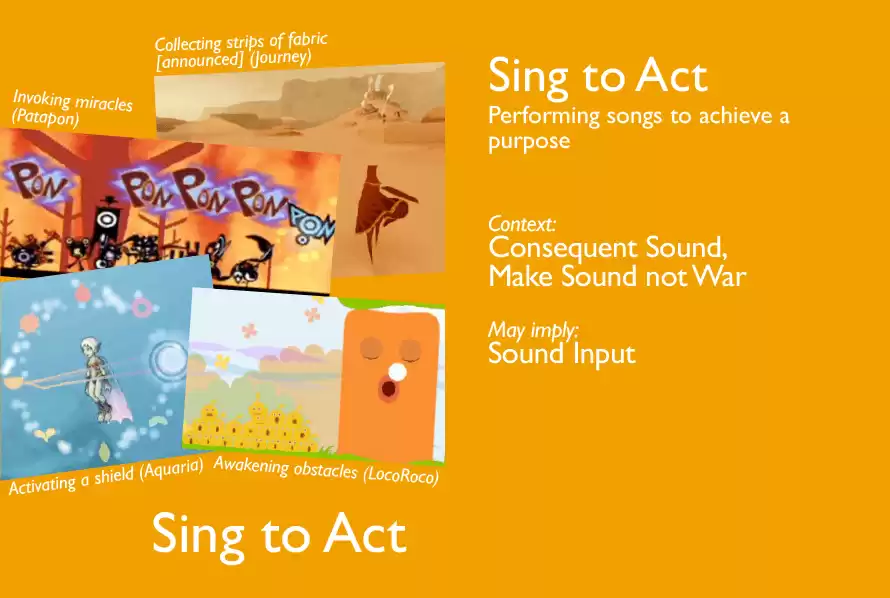 Collecting strips of fabric
[announced] (Journey)
Invoking miracles
(Patapon)
PON
PON PON PON PON
Activating a shield (Aquaria)
Awakening obstacles (LocoRoco)
Sing to Act
Sing to Act
Performing songs to achieve a
purpose
Context:
Consequent Sound,
Make Sound not War
May imply:
Sound Input